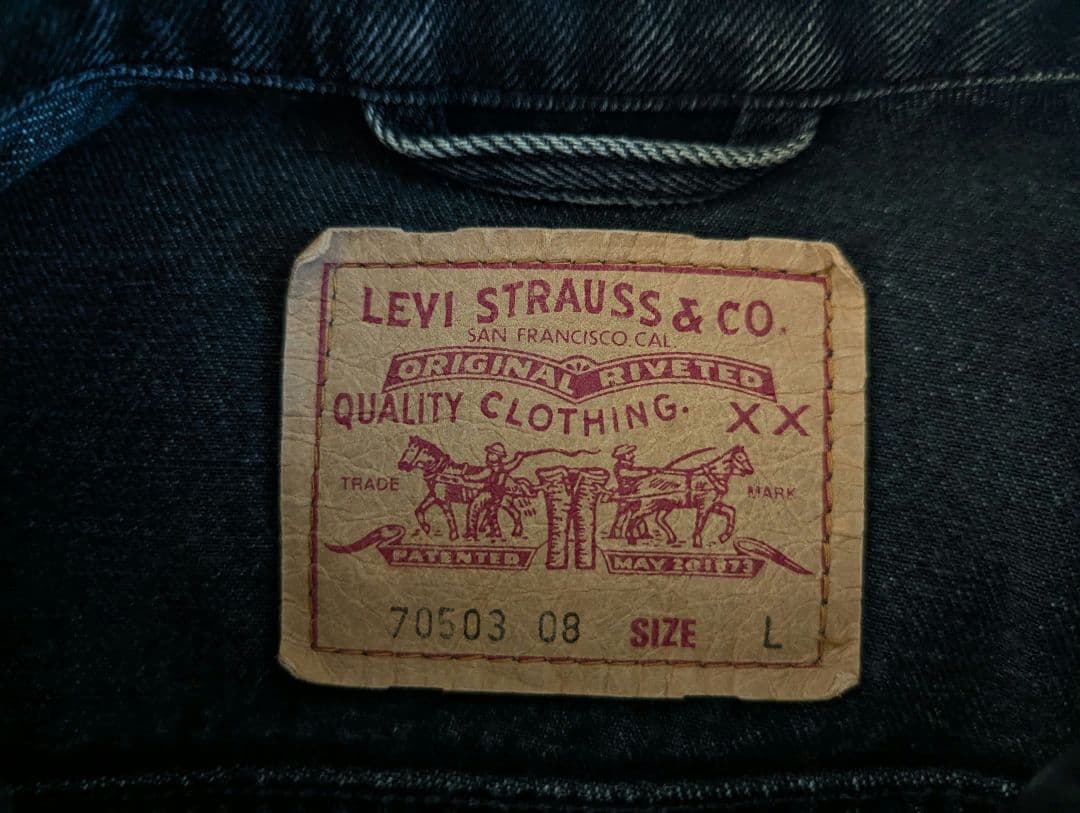 LEVI STRAUSS & CO.
SAN FRANCISCO. CAL.
ORIGINAL RIVETED
QUALITY CLOTHING. XX
TRADE MARK
PATENTED MAY 20 1873
70503 08 SIZE L